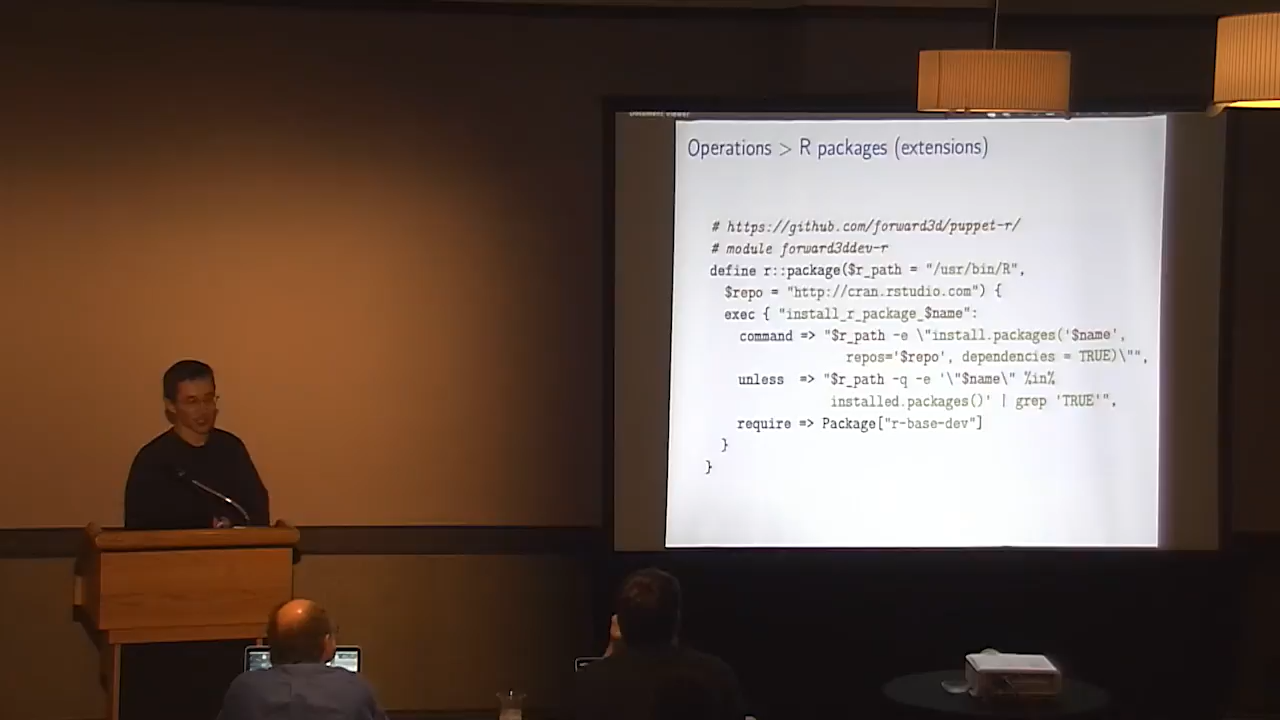 Document Viewer
Operations > R packages (extensions)
# https://github.com/forward3d/puppet-r/
# module forward3ddev-r
define r::package($r_path = "/usr/bin/R",
$repo = "http://cran.rstudio.com") {
exec { "install_r_package_$name":
command => "$r_path -e \"install.packages('$name',
repos='$repo', dependencies = TRUE)\"",
unless => "$r_path -q -e '\"$name\" %in%
installed.packages()' | grep 'TRUE'",
require => Package["r-base-dev"]
}
}